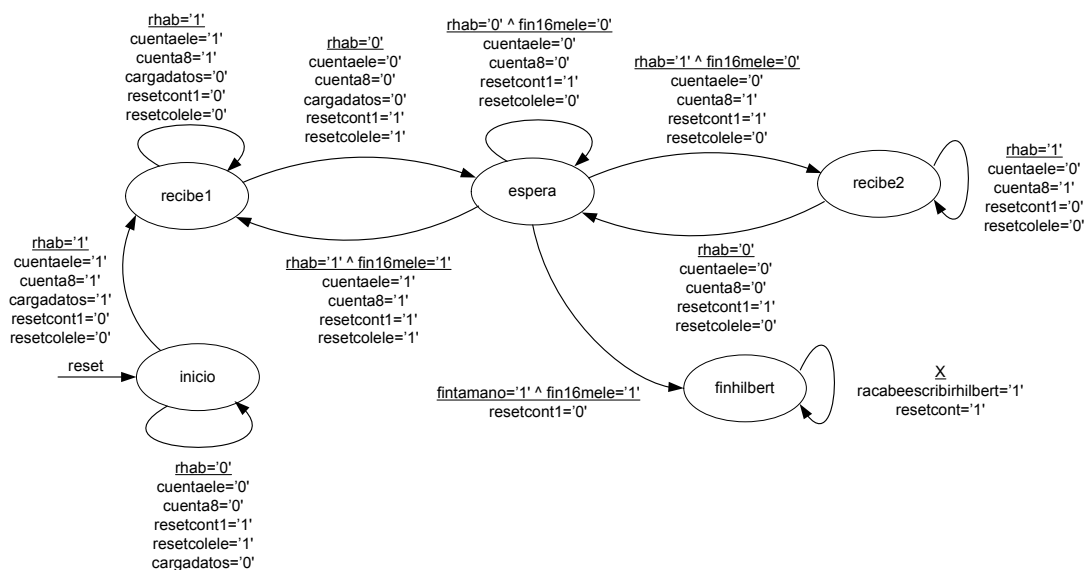 rhab='1'
cuentaele='1'
cuenta8='1'
cargadatos='0'
resetcont1='0'
resetcolele='0'
rhab='0'
cuentaele='0'
cuenta8='0'
cargadatos='0'
resetcont1='1'
resetcolele='1'
rhab='0' ^ fin16mele='0'
cuentaele='0'
cuenta8='0'
resetcont1='1'
resetcolele='0'
rhab='1' ^ fin16mele='0'
cuentaele='0'
cuenta8='1'
resetcont1='1'
resetcolele='0'
recibe1
espera
recibe2
rhab='1'
cuentaele='0'
cuenta8='1'
resetcont1='0'
resetcolele='0'
rhab='1'
cuentaele='1'
cuenta8='1'
cargadatos='1'
resetcont1='0'
resetcolele='0'
rhab='1' ^ fin16mele='1'
cuentaele='1'
cuenta8='1'
resetcont1='1'
resetcolele='1'
rhab='0'
cuentaele='0'
cuenta8='0'
resetcont1='1'
resetcolele='0'
reset
inicio
fintamano='1' ^ fin16mele='1'
resetcont1='0'
finhilbert
X
racabeescribirhilbert='1'
resetcont='1'
rhab='0'
cuentaele='0'
cuenta8='0'
resetcont1='1'
resetcolele='1'
cargadatos='0'